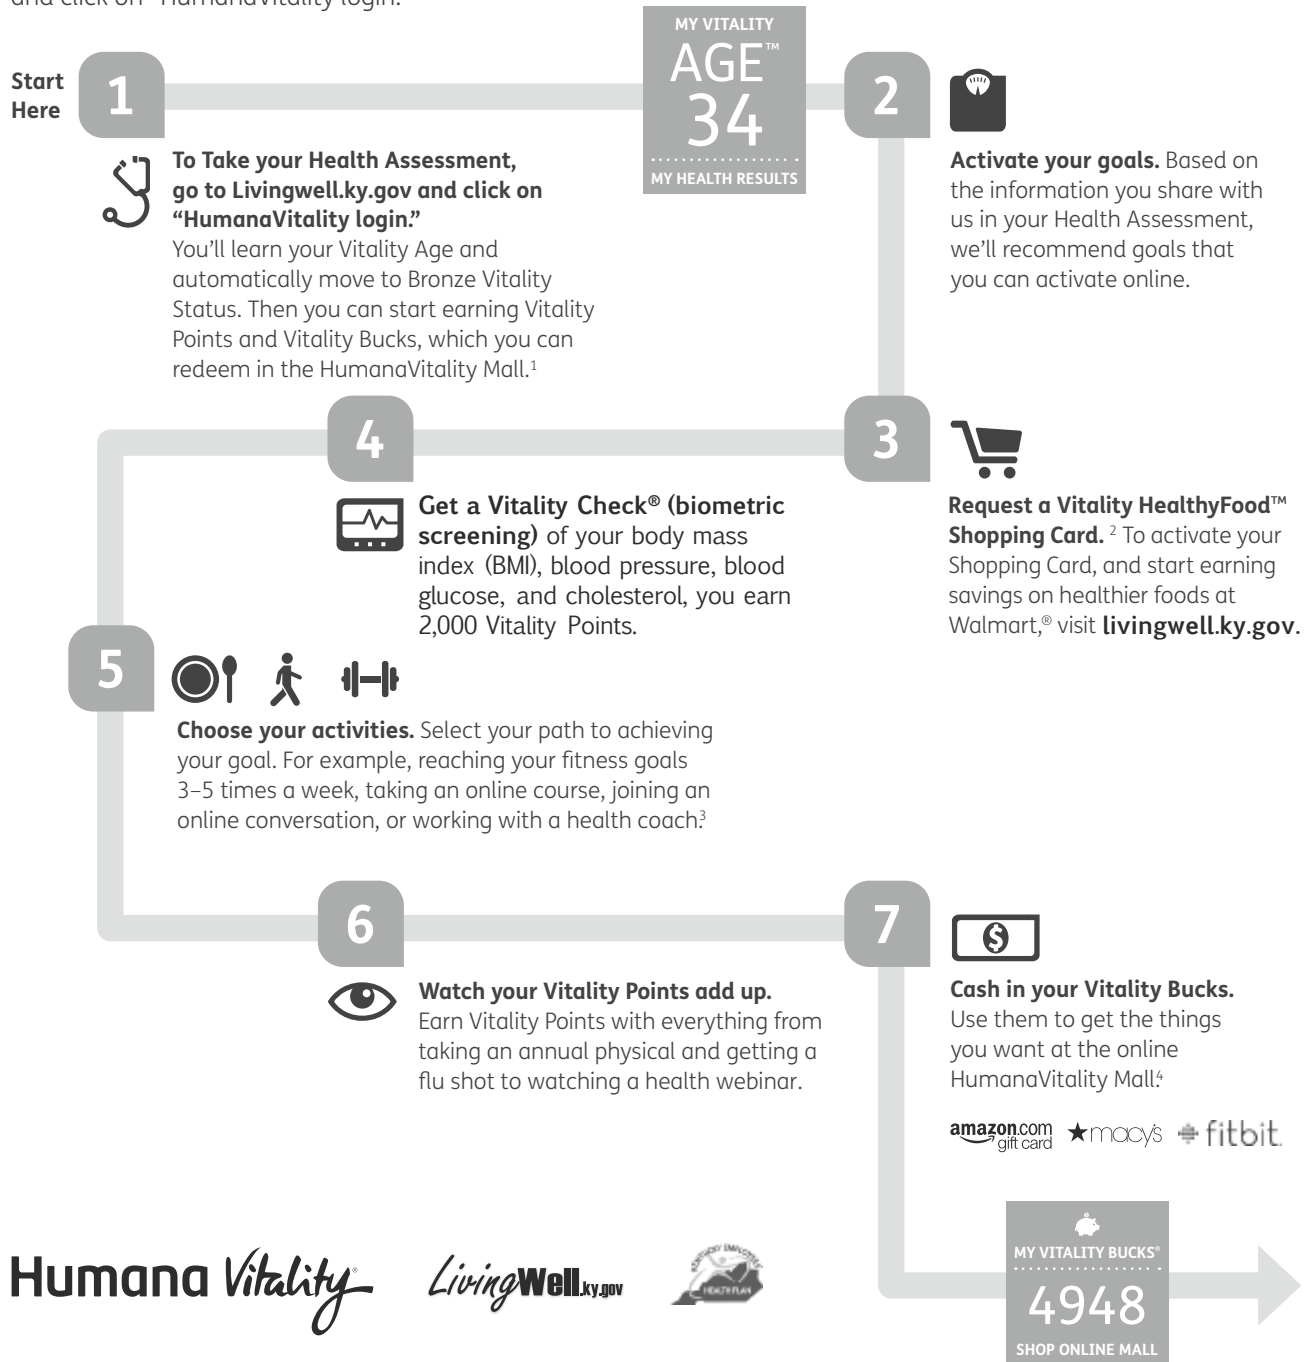 and click on "HumanaVitality login."
MY VITALITY
AGE™
34
MY HEALTH RESULTS
Start
Here
1
2
To Take your Health Assessment,
go to Livingwell.ky.gov and click on
“HumanaVitality login.”
You’ll learn your Vitality Age and
automatically move to Bronze Vitality
Status. Then you can start earning Vitality
Points and Vitality Bucks, which you can
redeem in the HumanaVitality Mall.¹
Activate your goals. Based on
the information you share with
us in your Health Assessment,
we’ll recommend goals that
you can activate online.
3
Request a Vitality HealthyFood™
Shopping Card. ² To activate your
Shopping Card, and start earning
savings on healthier foods at
Walmart,® visit livingwell.ky.gov.
4
Get a Vitality Check® (biometric
screening) of your body mass
index (BMI), blood pressure, blood
glucose, and cholesterol, you earn
2,000 Vitality Points.
5
Choose your activities. Select your path to achieving
your goal. For example, reaching your fitness goals
3–5 times a week, taking an online course, joining an
online conversation, or working with a health coach.³
6
Watch your Vitality Points add up.
Earn Vitality Points with everything from
taking an annual physical and getting a
flu shot to watching a health webinar.
7
$
Cash in your Vitality Bucks.
Use them to get the things
you want at the online
HumanaVitality Mall.⁴
amazon.com
gift card
macy's
fitbit.
Humana Vitality®
LivingWell.ky.gov
KENTUCKY EMPLOYEES'
HEALTH PLAN
MY VITALITY BUCKS®
4948
SHOP ONLINE MALL